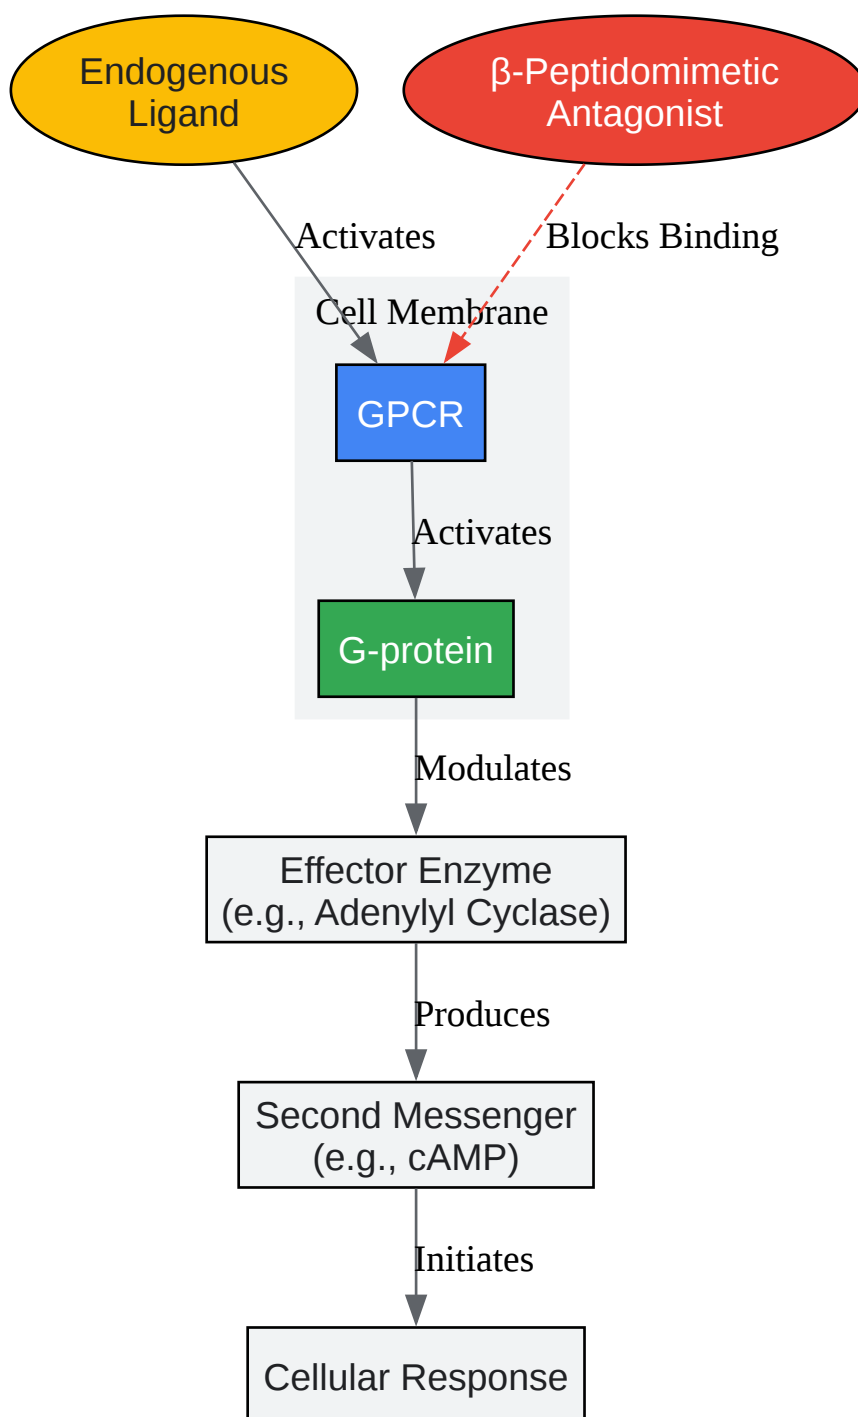 Endogenous
Ligand
β-Peptidomimetic
Antagonist
Activates
Blocks Binding
Cell Membrane
GPCR
Activates
G-protein
Modulates
Effector Enzyme
(e.g., Adenylyl Cyclase)
Produces
Second Messenger
(e.g., cAMP)
Initiates
Cellular Response